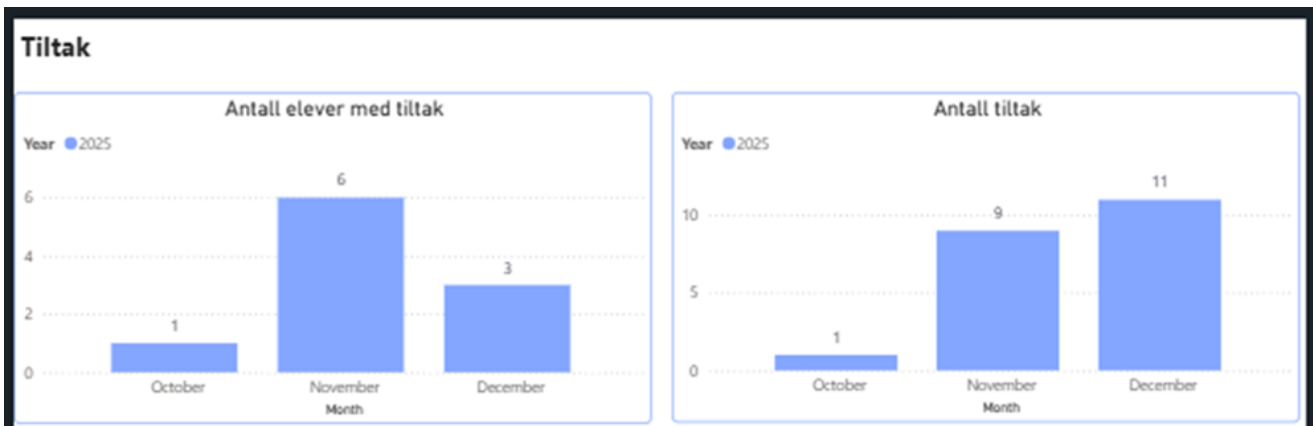 Tiltak
Antall elever med tiltak
Year 2025
6
6
4
3
2
1
0
October November December
Month
Antall tiltak
Year 2025
11
10
9
5
1
0
October November December
Month